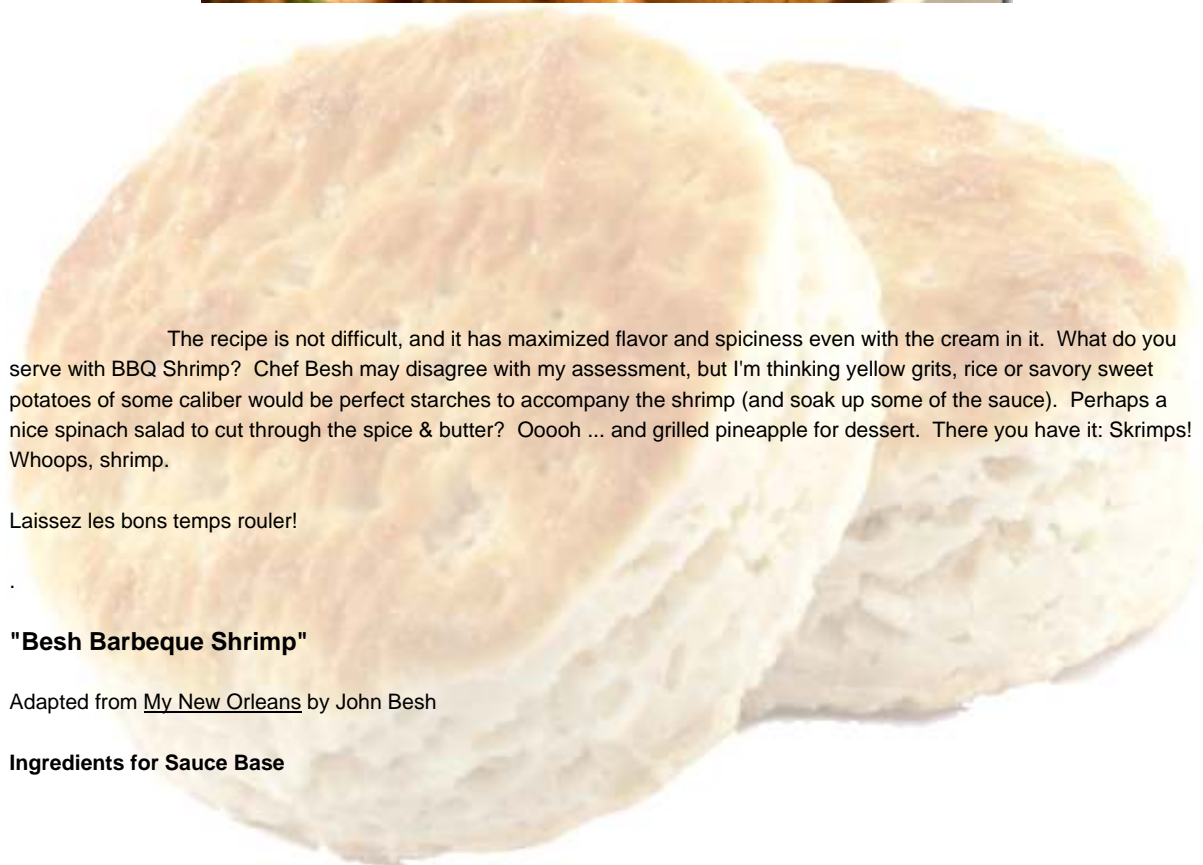 The recipe is not difficult, and it has maximized flavor and spiciness even with the cream in it.  What do you
serve with BBQ Shrimp?  Chef Besh may disagree with my assessment, but I'm thinking yellow grits, rice or savory sweet
potatoes of some caliber would be perfect starches to accompany the shrimp (and soak up some of the sauce).  Perhaps a
nice spinach salad to cut through the spice & butter?  Ooooh ... and grilled pineapple for dessert.  There you have it: Skrimps!
Whoops, shrimp.
Laissez les bons temps rouler!
.
"Besh Barbeque Shrimp"
Adapted from My New Orleans by John Besh
Ingredients for Sauce Base